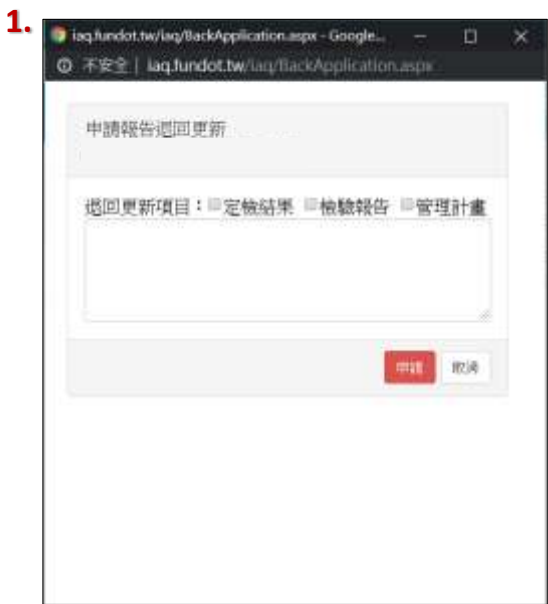 1.
iaq.fundot.tw/iaq/BackApplication.aspx - Google...
不安全 | iaq.fundot.tw/iaq/BackApplication.aspx
申請報告退回更新
退回更新項目：定檢結果 檢驗報告 管理計畫
申請 取消